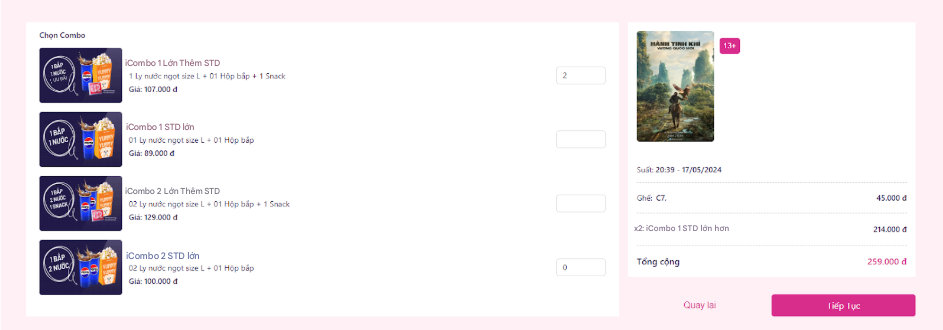 Chọn Combo
1 BẮP
1 NƯỚC
1 ƯU ĐÃI
iCombo 1 Lớn Thêm STD
1 Ly nước ngọt size L + 01 Hộp bắp + 1 Snack
Giá: 107.000 đ
2
1 BẮP
1 NƯỚC
iCombo 1 STD lớn
01 Ly nước ngọt size L + 01 Hộp bắp
Giá: 89.000 đ
1 BẮP
2 NƯỚC
1 SNACK
iCombo 2 Lớn Thêm STD
02 Ly nước ngọt size L + 01 Hộp bắp + 1 Snack
Giá: 129.000 đ
1 BẮP
2 NƯỚC
iCombo 2 STD lớn
02 Ly nước ngọt size L + 01 Hộp bắp
Giá: 100.000 đ
0
HÀNH TINH KHỈ
VƯƠNG QUỐC MỚI
13+
Suất: 20:39 - 17/05/2024
Ghế: C7. 45.000 đ
x2: iCombo 1 STD lớn hơn 214.000 đ
Tổng cộng 259.000 đ
Quay lại
Tiếp tục